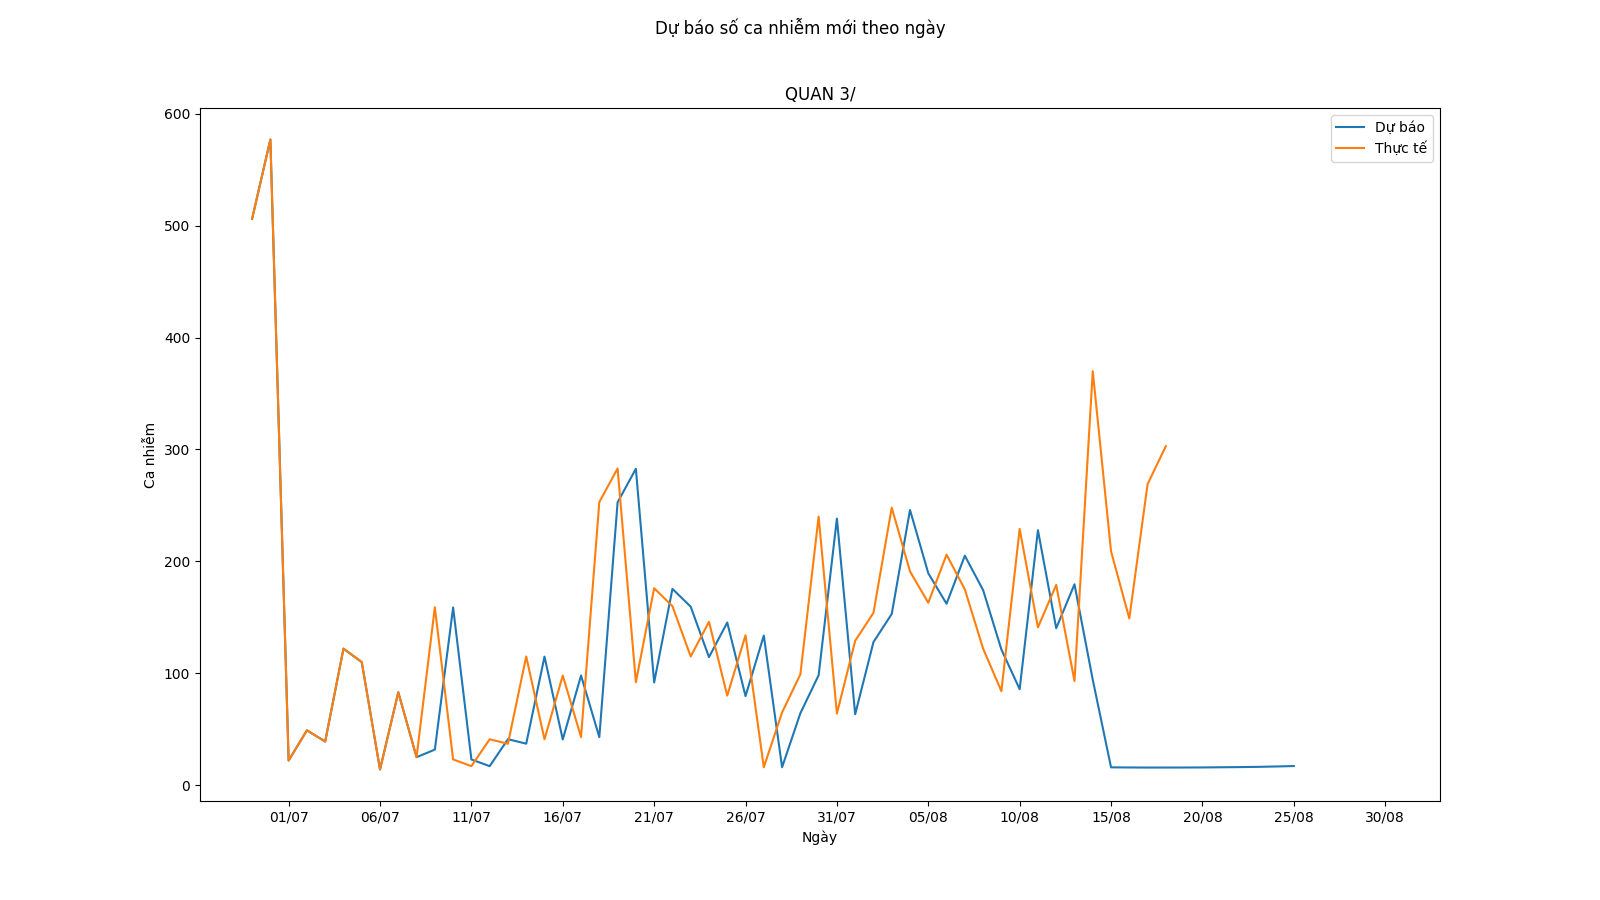 Dự báo số ca nhiễm mới theo ngày
QUAN 3/
Dự báo
Thực tế
600
500
400
300
200
100
0
Ca nhiễm
01/07 06/07 11/07 16/07 21/07 26/07 31/07 05/08 10/08 15/08 20/08 25/08 30/08
Ngày